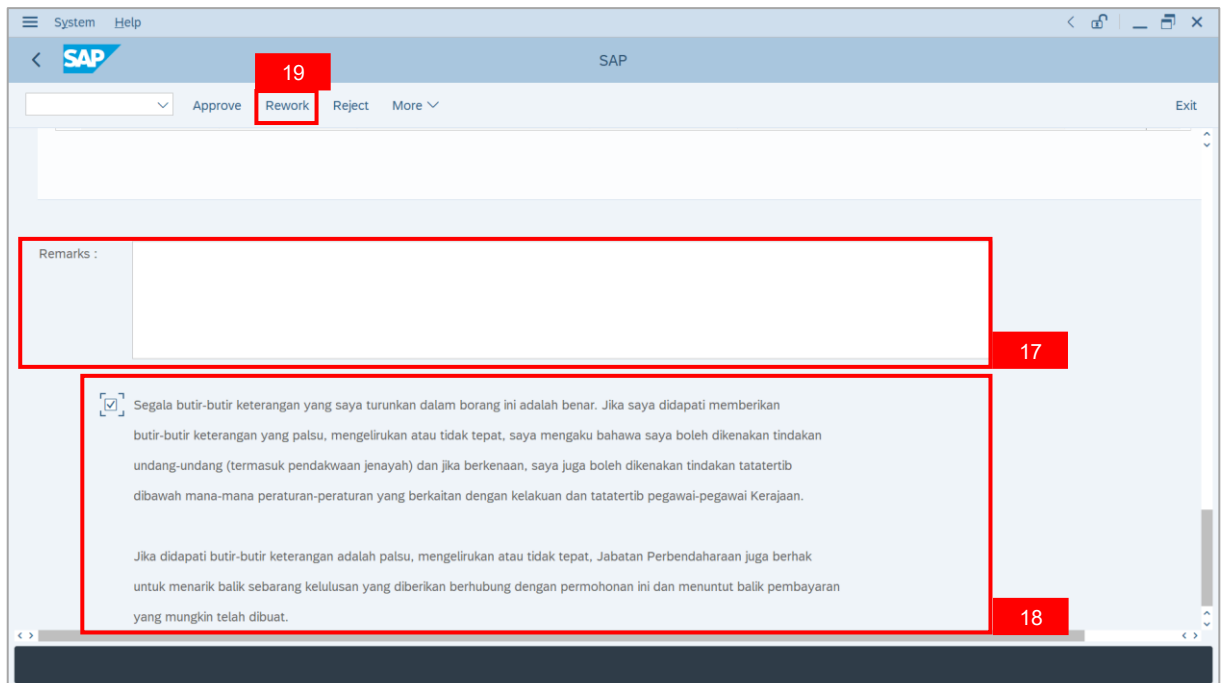 System Help
SAP
SAP
19
Approve Rework Reject More
Exit
Remarks :
17
Segala butir-butir keterangan yang saya turunkan dalam borang ini adalah benar. Jika saya didapati memberikan
butir-butir keterangan yang palsu, mengelirukan atau tidak tepat, saya mengaku bahawa saya boleh dikenakan tindakan
undang-undang (termasuk pendakwaan jenayah) dan jika berkenaan, saya juga boleh dikenakan tindakan tatatertib
dibawah mana-mana peraturan-peraturan yang berkaitan dengan kelakuan dan tatatertib pegawai-pegawai Kerajaan.
Jika didapati butir-butir keterangan adalah palsu, mengelirukan atau tidak tepat, Jabatan Perbendaharaan juga berhak
untuk menarik balik sebarang kelulusan yang diberikan berhubung dengan permohonan ini dan menuntut balik pembayaran
yang mungkin telah dibuat.
18